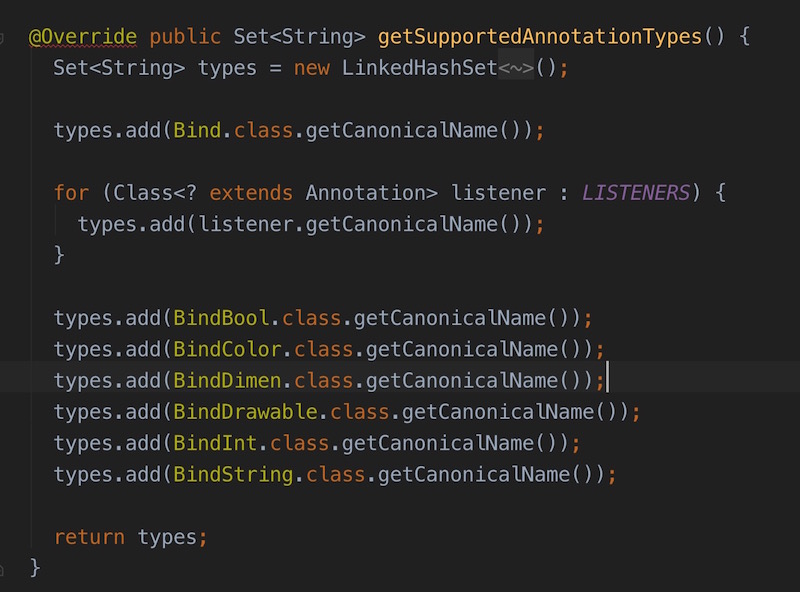 @Override public Set<String> getSupportedAnnotationTypes() {
Set<String> types = new LinkedHashSet<~>();
types.add(Bind.class.getCanonicalName());
for (Class<? extends Annotation> listener : LISTENERS) {
types.add(listener.getCanonicalName());
}
types.add(BindBool.class.getCanonicalName());
types.add(BindColor.class.getCanonicalName());
types.add(BindDimen.class.getCanonicalName());
types.add(BindDrawable.class.getCanonicalName());
types.add(BindInt.class.getCanonicalName());
types.add(BindString.class.getCanonicalName());
return types;
}